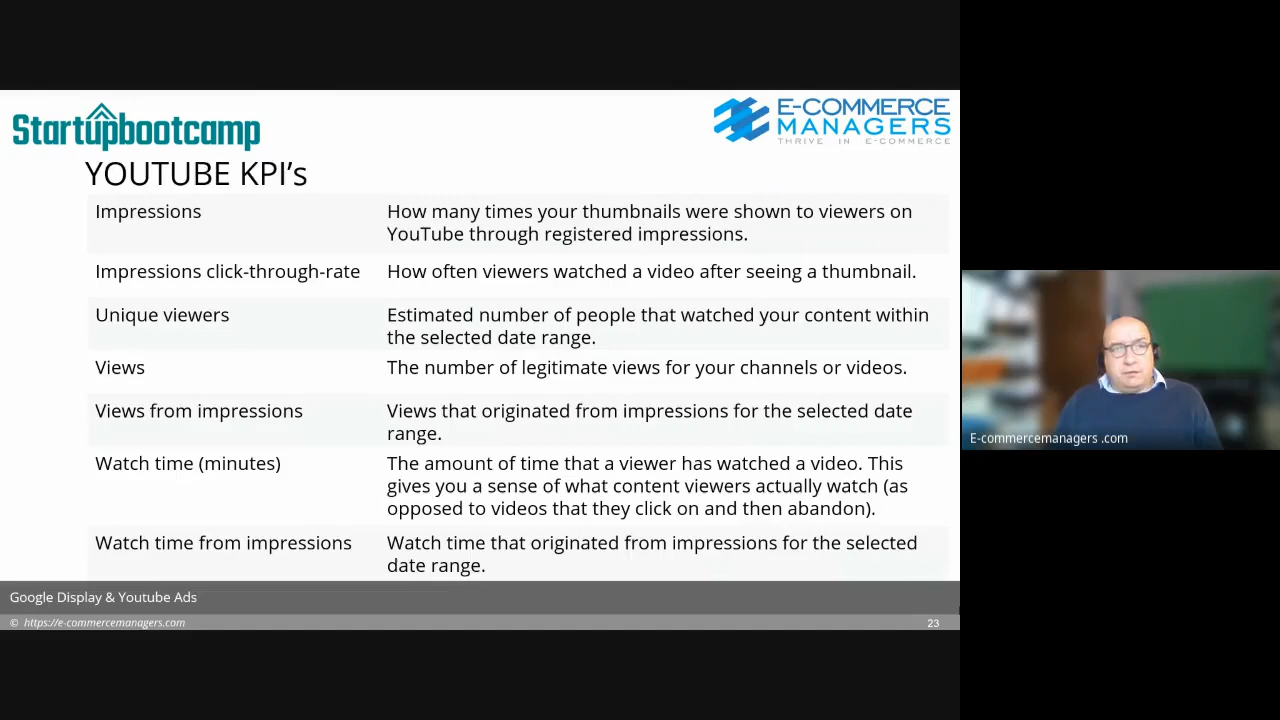 Startupbootcamp
E-COMMERCE
MANAGERS
THRIVE IN E-COMMERCE
YOUTUBE KPI’s
Impressions
How many times your thumbnails were shown to viewers on
YouTube through registered impressions.
Impressions click-through-rate
How often viewers watched a video after seeing a thumbnail.
Unique viewers
Estimated number of people that watched your content within
the selected date range.
Views
The number of legitimate views for your channels or videos.
Views from impressions
Views that originated from impressions for the selected date
range.
Watch time (minutes)
The amount of time that a viewer has watched a video. This
gives you a sense of what content viewers actually watch (as
opposed to videos that they click on and then abandon).
Watch time from impressions
Watch time that originated from impressions for the selected
date range.
E-commercemanagers .com
Google Display & Youtube Ads
© https://e-commercemanagers.com
23